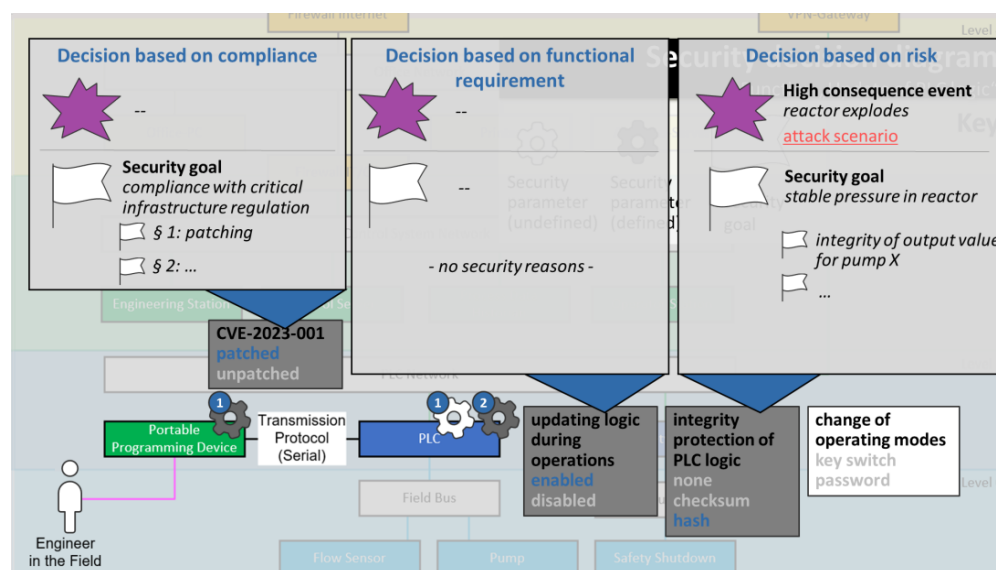 Firewall Internet
VPN-Gateway
Level
Decision based on compliance
--
Security goal
compliance with critical
infrastructure regulation
§ 1: patching
§ 2: ...
Decision based on functional
requirement
--
--
- no security reasons -
Security decision diagram
Key
Security
parameter
(undefined)
Security
parameter
(defined)
goal
Decision based on risk
High consequence event
reactor explodes
attack scenario
Security goal
stable pressure in reactor
integrity of output value
for pump X
...
Engineering Station
CVE-2023-001
patched
unpatched
Network
1
Portable
Programming Device
Transmission
Protocol
(Serial)
1
2
PLC
updating logic
during
operations
enabled
disabled
integrity
protection of
PLC logic
none
checksum
hash
change of
operating modes
key switch
password
Level
Field Bus
Engineer
in the Field
Flow Sensor
Pump
Safety Shutdown